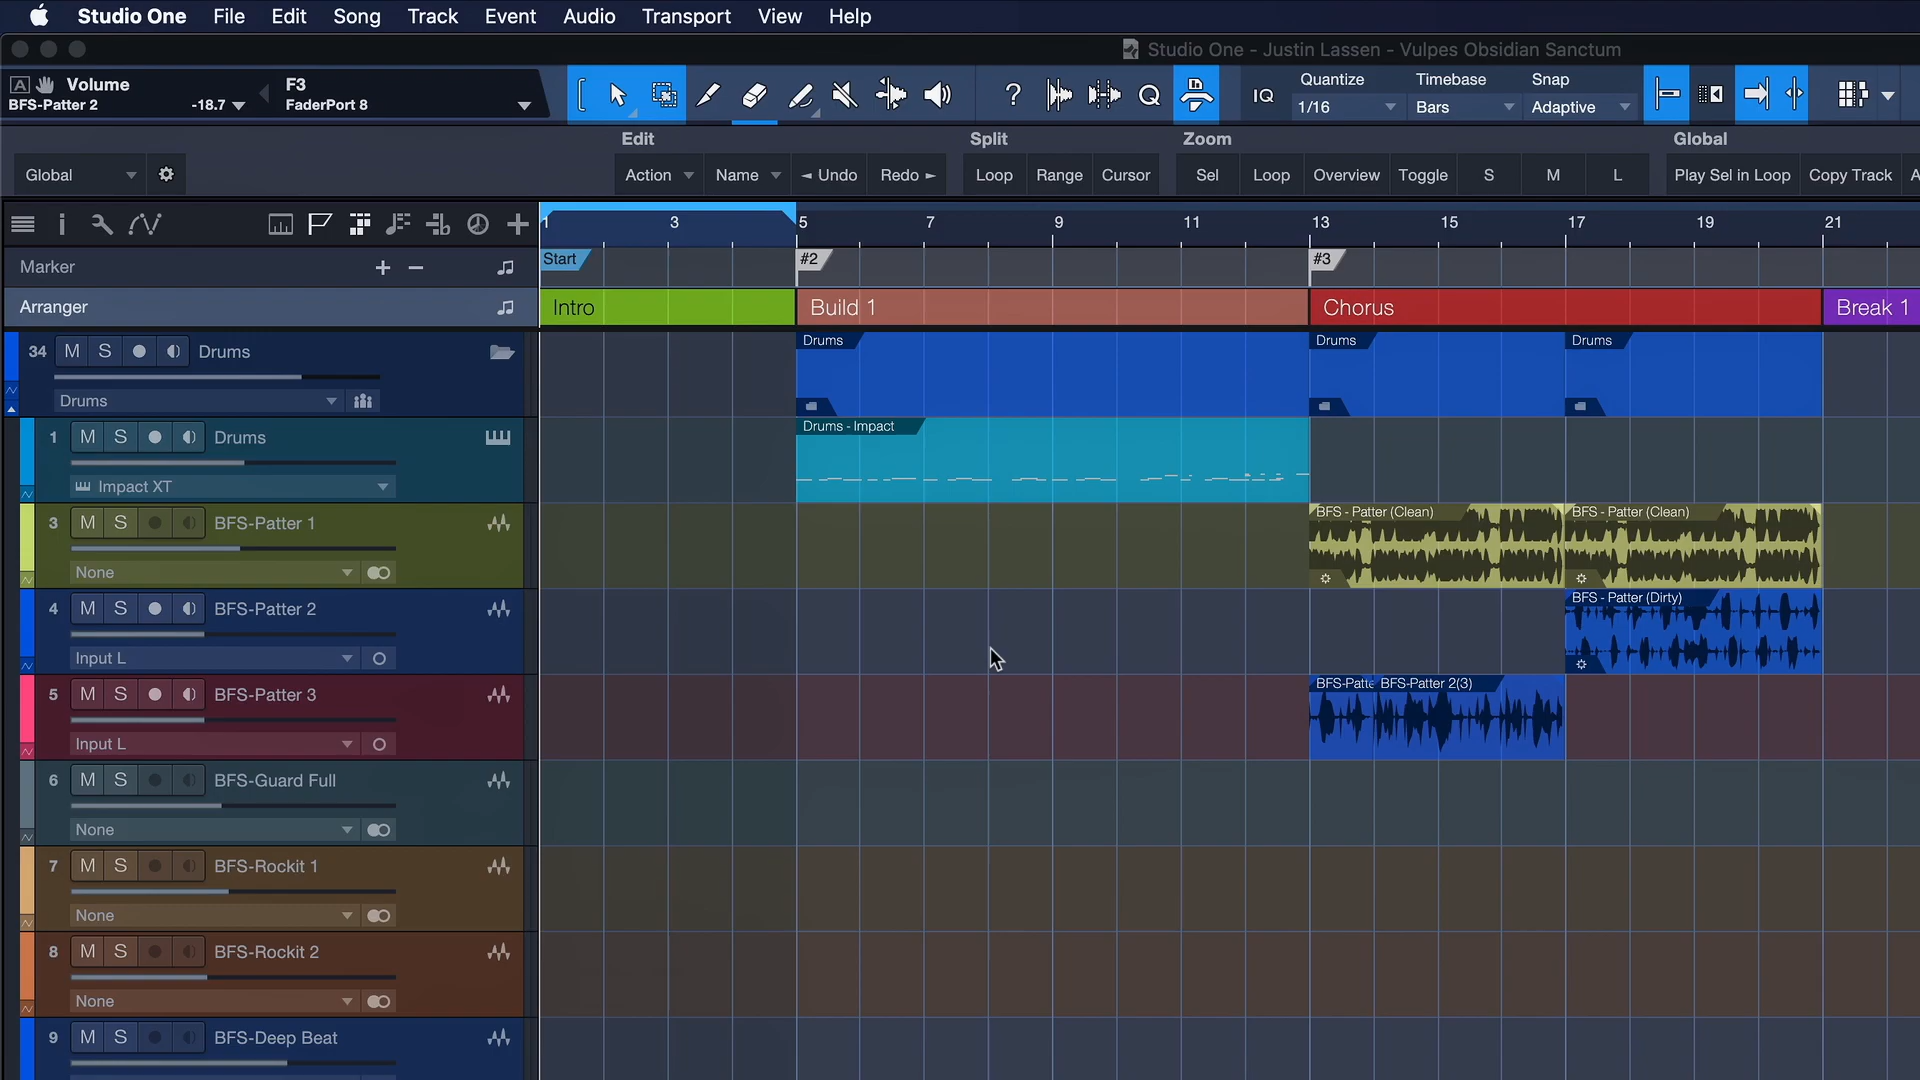 Studio One File Edit Song Track Event Audio Transport View Help
Studio One - Justin Lassen - Vulpes Obsidian Sanctum
A Volume F3 Quantize Timebase Snap
BFS-Patter 2 -18.7 FaderPort 8 ? Q IQ 1/16 Bars Adaptive
Edit Split Zoom Global
Global Action Name Undo Redo Loop Range Cursor Sel Loop Overview Toggle S M L Play Sel in Loop Copy Track A
1 3 5 7 9 11 13 15 17 19 21
Marker + − Start #2 #3
Arranger Intro Build 1 Chorus Break 1
34 M S Drums Drums Drums Drums
Drums
1 M S Drums Drums - Impact
Impact XT
3 M S BFS-Patter 1 BFS - Patter (Clean) BFS - Patter (Clean)
None
4 M S BFS-Patter 2 BFS - Patter (Dirty)
Input L
5 M S BFS-Patter 3 BFS-Patte BFS-Patter 2(3)
Input L
6 M S BFS-Guard Full
None
7 M S BFS-Rockit 1
None
8 M S BFS-Rockit 2
None
9 M S BFS-Deep Beat